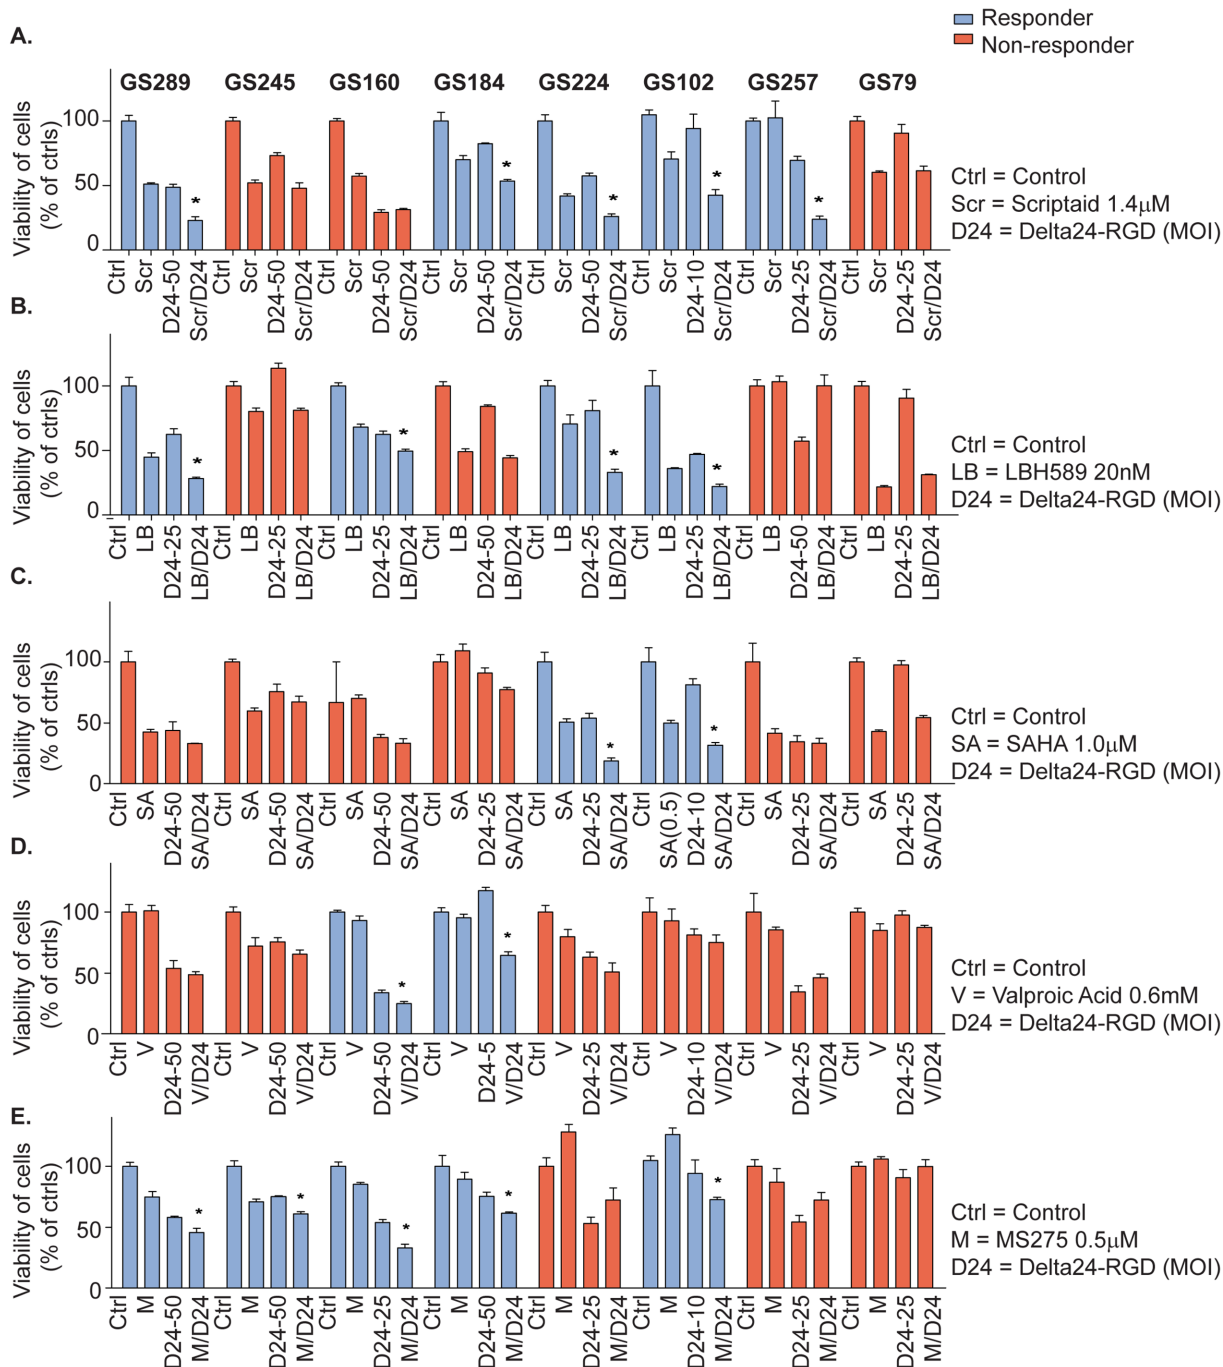 Responder
Non-responder
A.
GS289 GS245 GS160 GS184 GS224 GS102 GS257 GS79
Viability of cells
(% of ctrls)
100
50
0
* * * * *
Ctrl Scr D24-50 Scr/D24 Ctrl Scr D24-50 Scr/D24 Ctrl Scr D24-50 Scr/D24 Ctrl Scr D24-50 Scr/D24 Ctrl Scr D24-50 Scr/D24 Ctrl Scr D24-10 Scr/D24 Ctrl Scr D24-25 Scr/D24 Ctrl Scr D24-25 Scr/D24
Ctrl = Control
Scr = Scriptaid 1.4μM
D24 = Delta24-RGD (MOI)
B.
Viability of cells
(% of ctrls)
100
50
0
* * * *
Ctrl LB D24-25 LB/D24 Ctrl LB D24-25 LB/D24 Ctrl LB D24-25 LB/D24 Ctrl LB D24-50 LB/D24 Ctrl LB D24-25 LB/D24 Ctrl LB D24-25 LB/D24 Ctrl LB D24-50 LB/D24 Ctrl LB D24-25 LB/D24
Ctrl = Control
LB = LBH589 20nM
D24 = Delta24-RGD (MOI)
C.
Viability of cells
(% of ctrls)
100
50
0
* *
Ctrl SA D24-50 SA/D24 Ctrl SA D24-50 SA/D24 Ctrl SA D24-50 SA/D24 Ctrl SA D24-25 SA/D24 Ctrl SA D24-25 SA/D24 Ctrl SA(0.5) D24-10 SA/D24 Ctrl SA D24-25 SA/D24 Ctrl SA D24-25 SA/D24
Ctrl = Control
SA = SAHA 1.0μM
D24 = Delta24-RGD (MOI)
D.
Viability of cells
(% of ctrls)
100
50
0
* *
Ctrl V D24-50 V/D24 Ctrl V D24-50 V/D24 Ctrl V D24-50 V/D24 Ctrl V D24-5 V/D24 Ctrl V D24-25 V/D24 Ctrl V D24-10 V/D24 Ctrl V D24-25 V/D24 Ctrl V D24-25 V/D24
Ctrl = Control
V = Valproic Acid 0.6mM
D24 = Delta24-RGD (MOI)
E.
Viability of cells
(% of ctrls)
100
50
0
* * * * *
Ctrl M D24-50 M/D24 Ctrl M D24-50 M/D24 Ctrl M D24-25 M/D24 Ctrl M D24-50 M/D24 Ctrl M D24-25 M/D24 Ctrl M D24-10 M/D24 Ctrl M D24-25 M/D24 Ctrl M D24-25 M/D24
Ctrl = Control
M = MS275 0.5μM
D24 = Delta24-RGD (MOI)